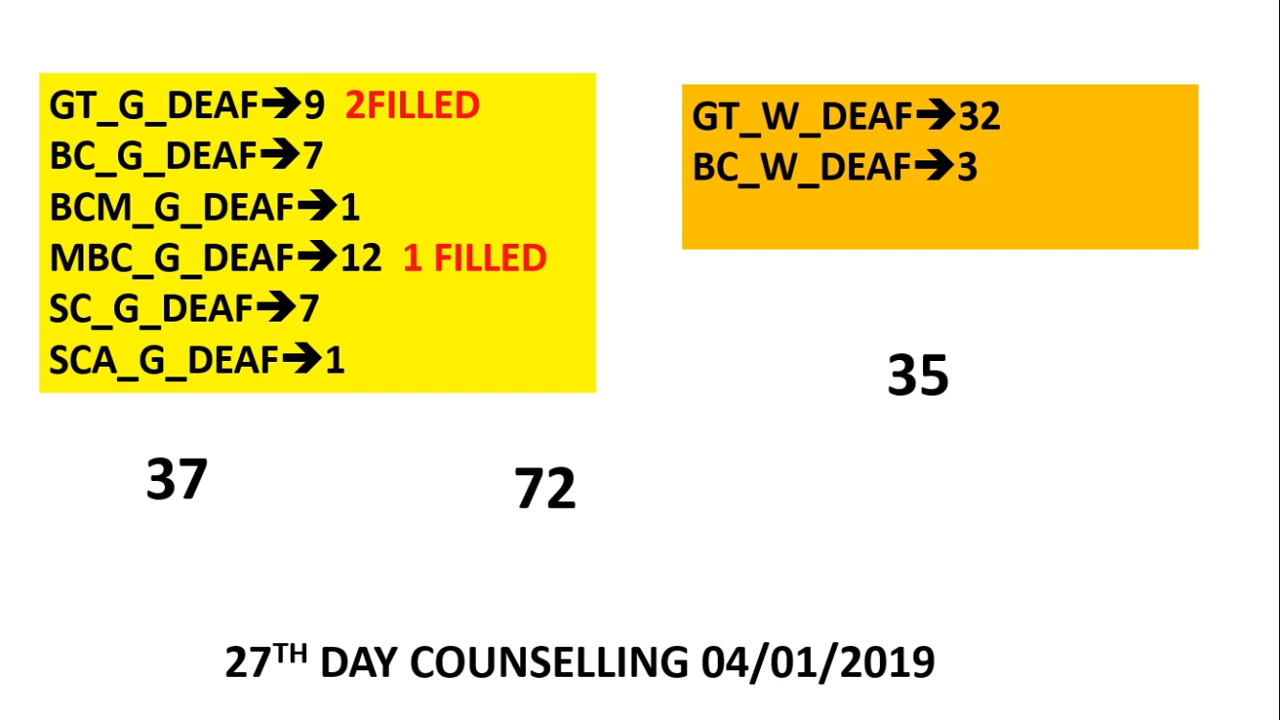 GT_G_DEAF➔9 2FILLED
BC_G_DEAF➔7
BCM_G_DEAF➔1
MBC_G_DEAF➔12 1 FILLED
SC_G_DEAF➔7
SCA_G_DEAF➔1
GT_W_DEAF➔32
BC_W_DEAF➔3
35
37
72
27TH DAY COUNSELLING 04/01/2019